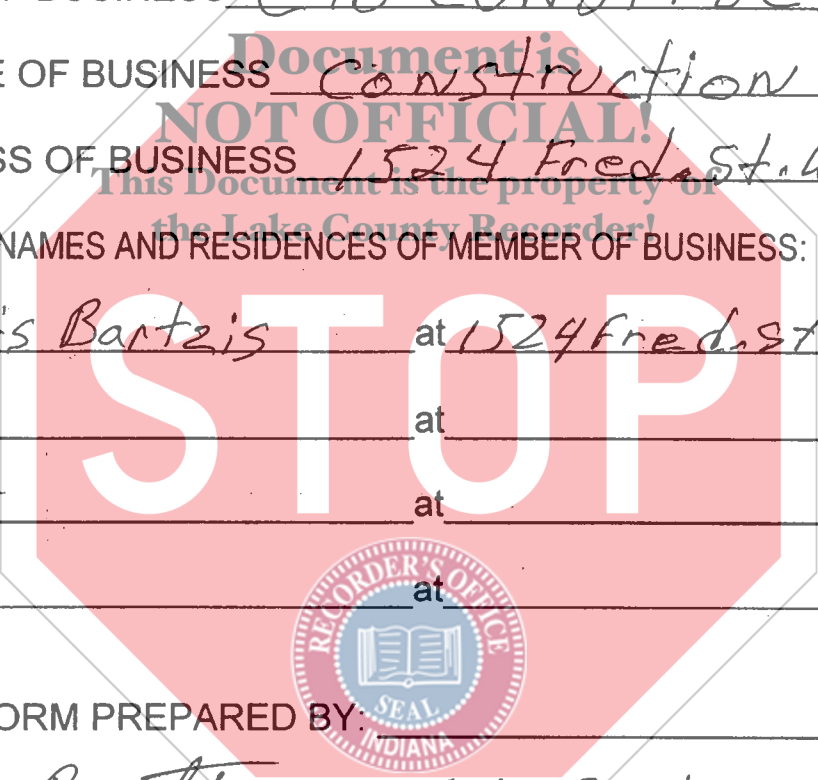 BUSINESS
Document is
E OF BUSINESS Construction
NOT OFFICIAL!
SS OF BUSINESS 1524 Fred. St.
This Document is the property of
the Lake County Recorder!
NAMES AND RESIDENCES OF MEMBER OF BUSINESS:
s Bartzis at 1524 Fred. St
STOP
at
at
at
RECORDER'S OFFICE
SEAL
INDIANA
ORM PREPARED BY: